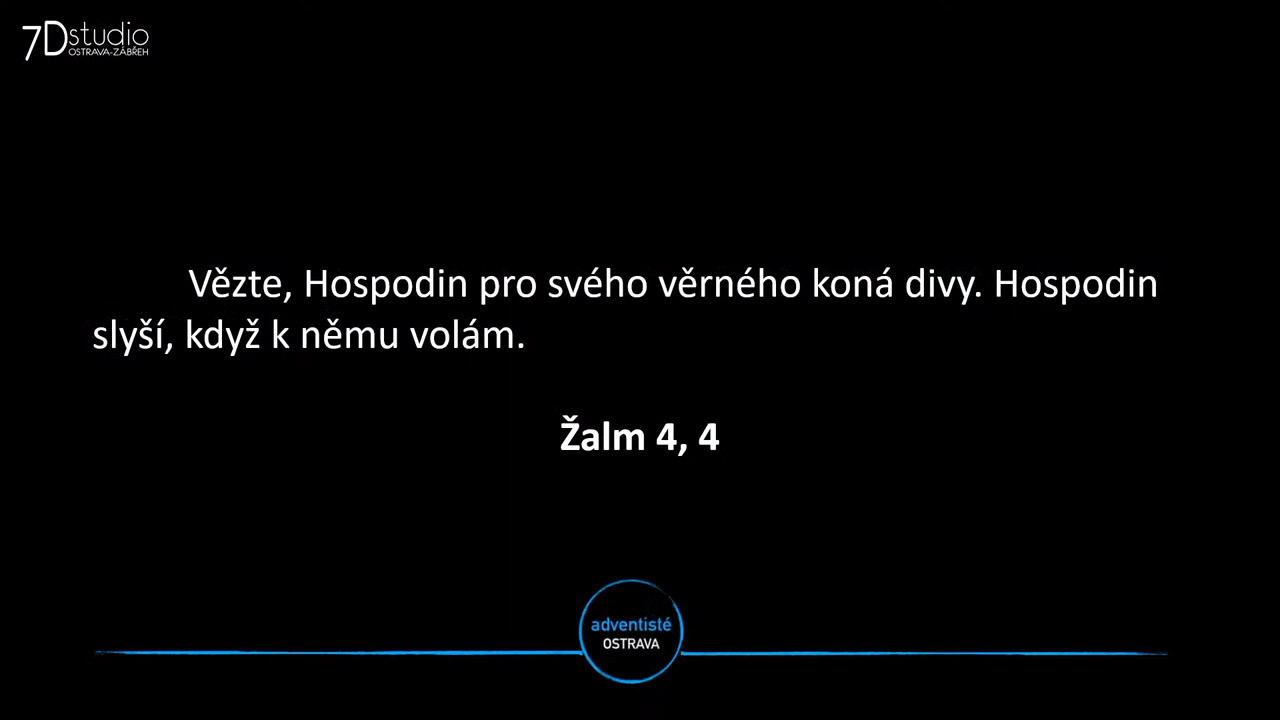 7Dstudio
OSTRAVA-ZÁBŘEH
Vězte, Hospodin pro svého věrného koná divy. Hospodin
slyší, když k němu volám.
Žalm 4, 4
adventisté
OSTRAVA